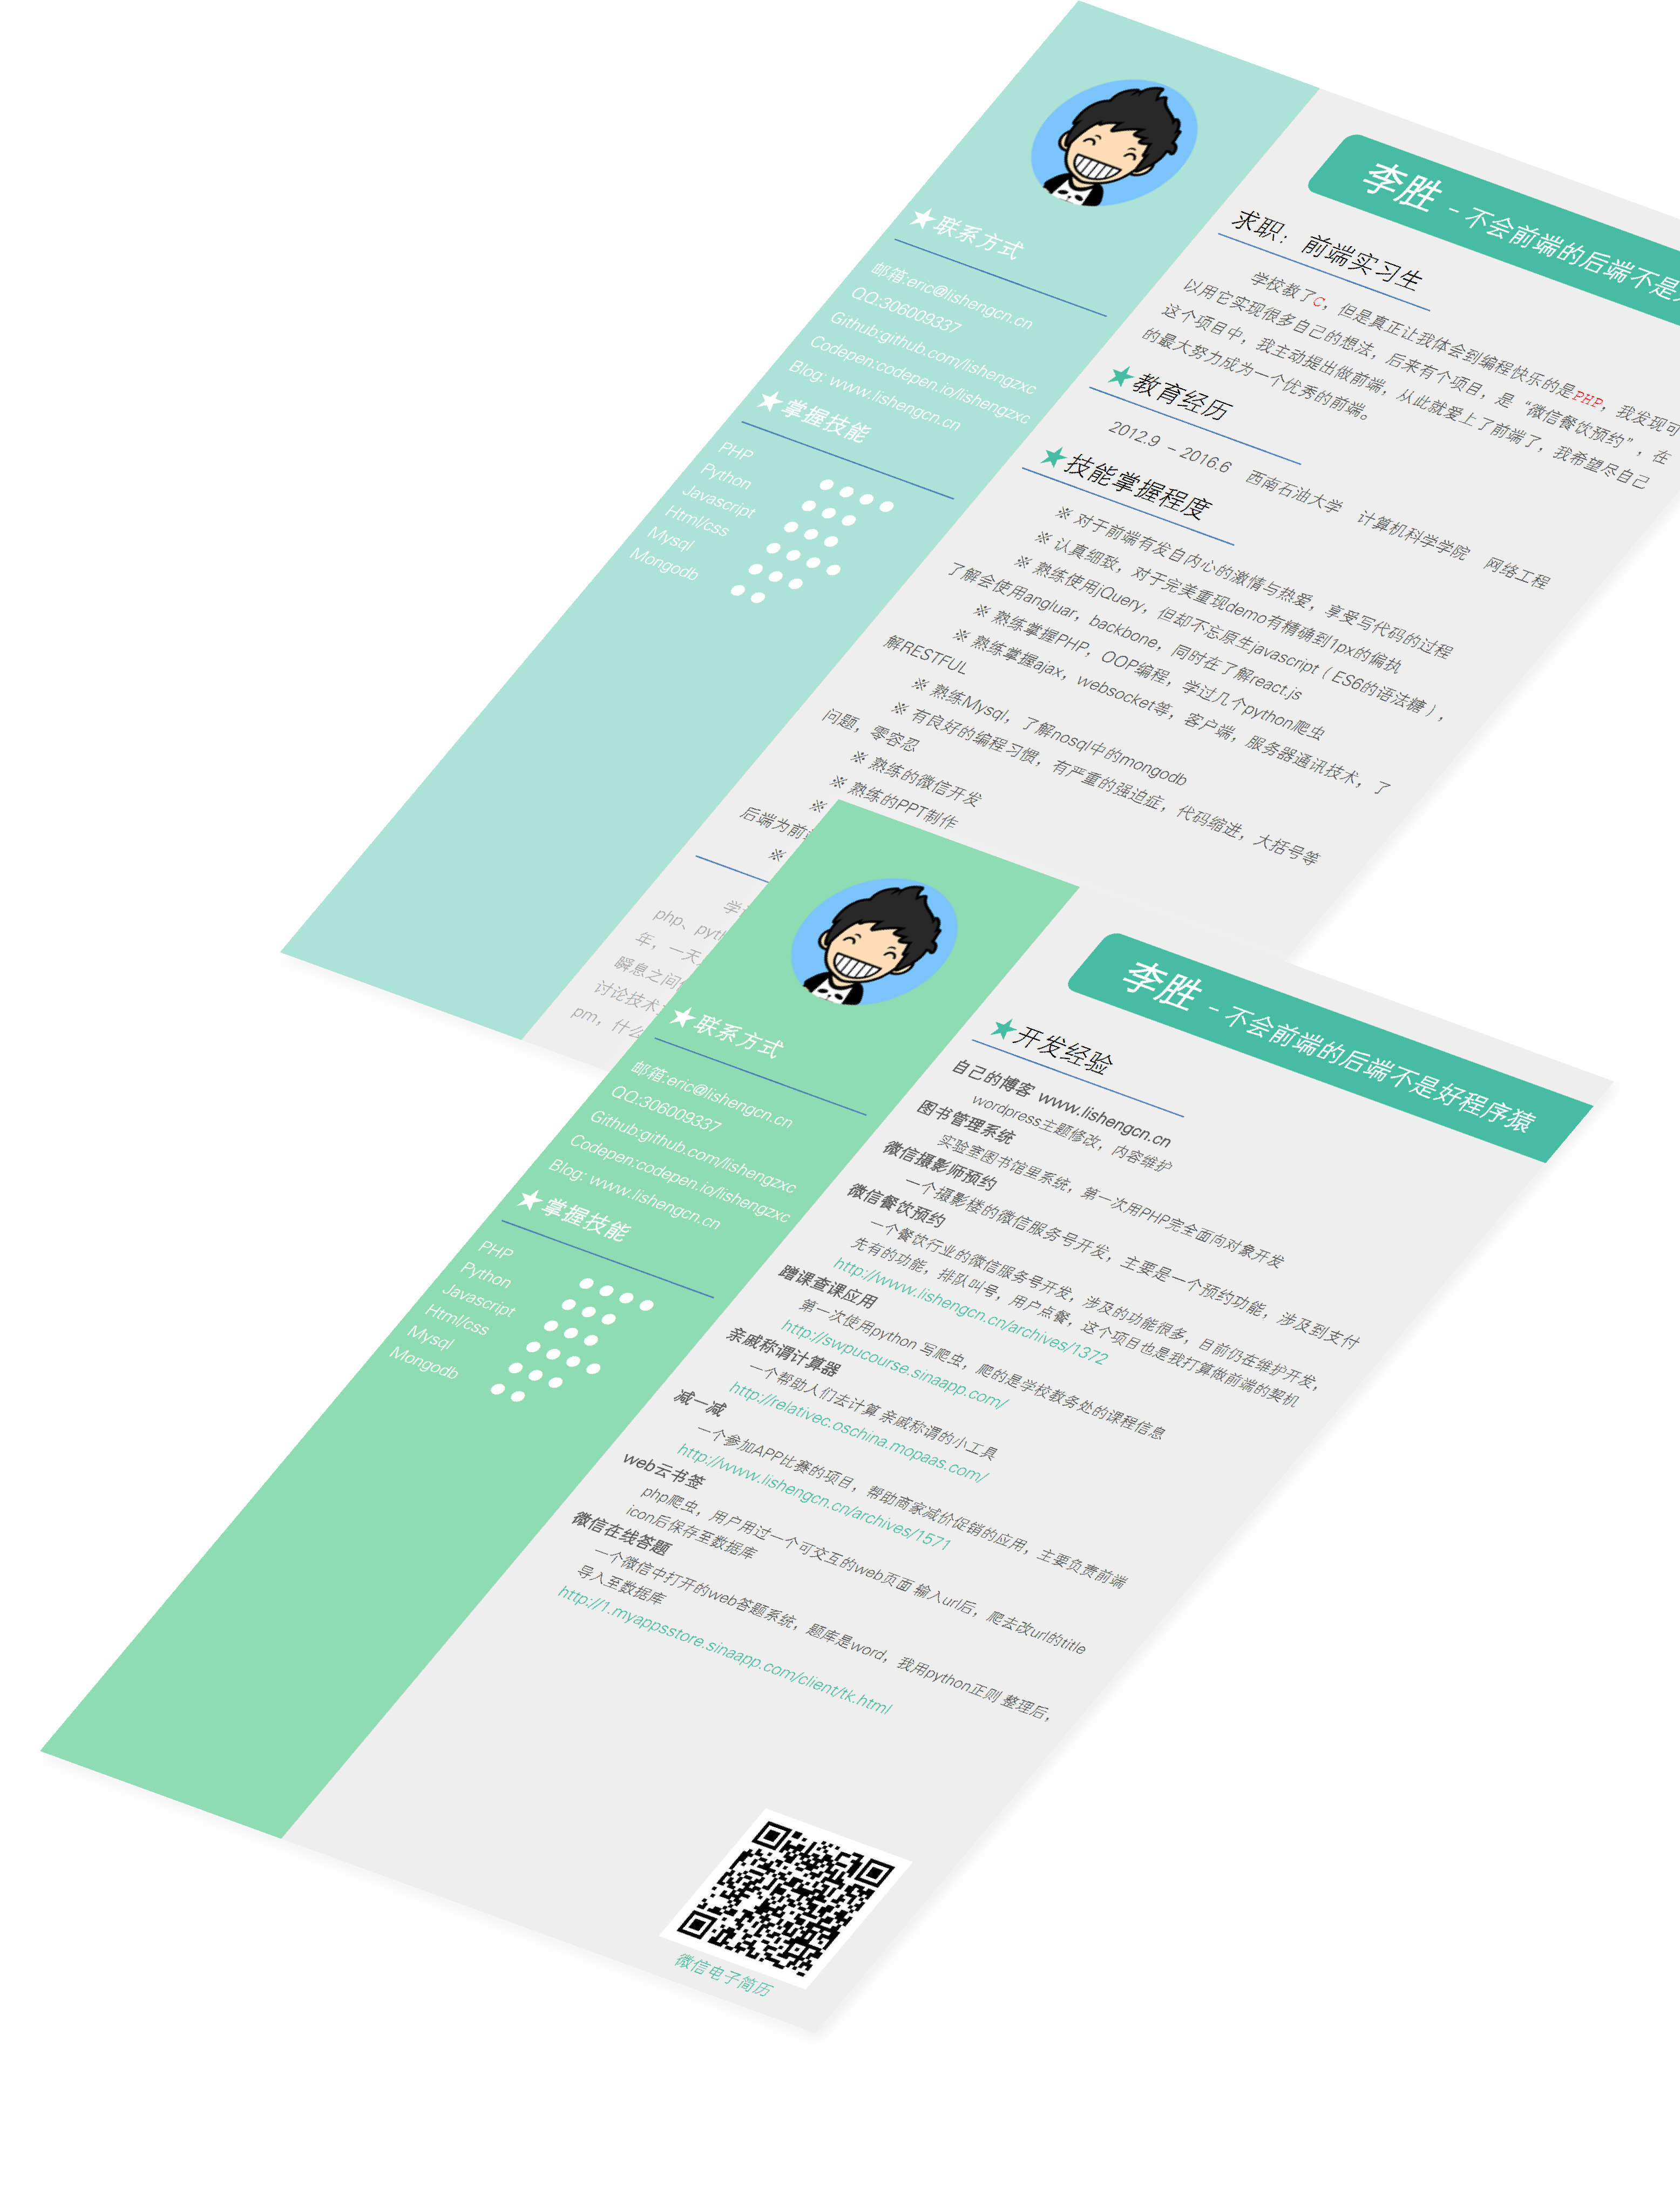 李胜 - 不会前端的后端不是
★联系方式
邮箱:eric@lishengcn.cn
QQ:306009337
Github:github.com/lishengzxc
Codepen:codepen.io/lishengzxc
Blog: www.lishengcn.cn
★掌握技能
PHP
Python
Javascript
Html/css
Mysql
Mongodb
求职：前端实习生
学校教了C，但是真正让我体会到编程快乐的是PHP，我发现可
以用它实现很多自己的想法，后来有个项目，是“微信餐饮预约”，在
这个项目中，我主动提出做前端，从此就爱上了前端了，我希望尽自己
的最大努力成为一个优秀的前端。
★教育经历
2012.9 - 2016.6 西南石油大学 计算机科学学院 网络工程
★技能掌握程度
※ 对于前端有发自内心的激情与热爱，享受写代码的过程
※ 认真细致，对于完美重现demo有精确到1px的偏执
※ 熟练使用jQuery，但却不忘原生javascript（ES6的语法糖），
了解会使用angluar，backbone，同时在了解react.js
※ 熟练掌握PHP，OOP编程，学过几个python爬虫
※ 熟练掌握ajax，websocket等，客户端，服务器通讯技术，了
解RESTFUL
※ 熟练Mysql，了解nosql中的mongodb
※ 有良好的编程习惯，有严重的强迫症，代码缩进，大括号等
问题，零容忍
※ 熟练的微信开发
※ 熟练的PPT制作
※
后端为前
※
学
php、pyth
年，一天
瞬息之间
讨论技术
pm，什么
李胜 - 不会前端的后端不是好程序猿
★联系方式
邮箱:eric@lishengcn.cn
QQ:306009337
Github:github.com/lishengzxc
Codepen:codepen.io/lishengzxc
Blog: www.lishengcn.cn
★掌握技能
PHP
Python
Javascript
Html/css
Mysql
Mongodb
★开发经验
自己的博客 www.lishengcn.cn
wordpress主题修改，内容维护
图书管理系统
实验室图书馆里系统，第一次用PHP完全面向对象开发
微信摄影师预约
一个摄影楼的微信服务号开发，主要是一个预约功能，涉及到支付
微信餐饮预约
一个餐饮行业的微信服务号开发，涉及的功能很多，目前仍在维护开发，
先有的功能，排队叫号，用户点餐，这个项目也是我打算做前端的契机
http://www.lishengcn.cn/archives/1372
蹭课查课应用
第一次使用python 写爬虫，爬的是学校教务处的课程信息
http://swpucourse.sinaapp.com/
亲戚称谓计算器
一个帮助人们去计算 亲戚称谓的小工具
http://relativec.oschina.mopaas.com/
减一减
一个参加APP比赛的项目，帮助商家减价促销的应用，主要负责前端
http://www.lishengcn.cn/archives/1571
web云书签
php爬虫，用户用过一个可交互的web页面 输入url后，爬去改url的title
icon后保存至数据库
微信在线答题
一个微信中打开的web答题系统，题库是word，我用python正则 整理后，
导入至数据库
http://1.myappsstore.sinaapp.com/client/tk.html
微信电子简历